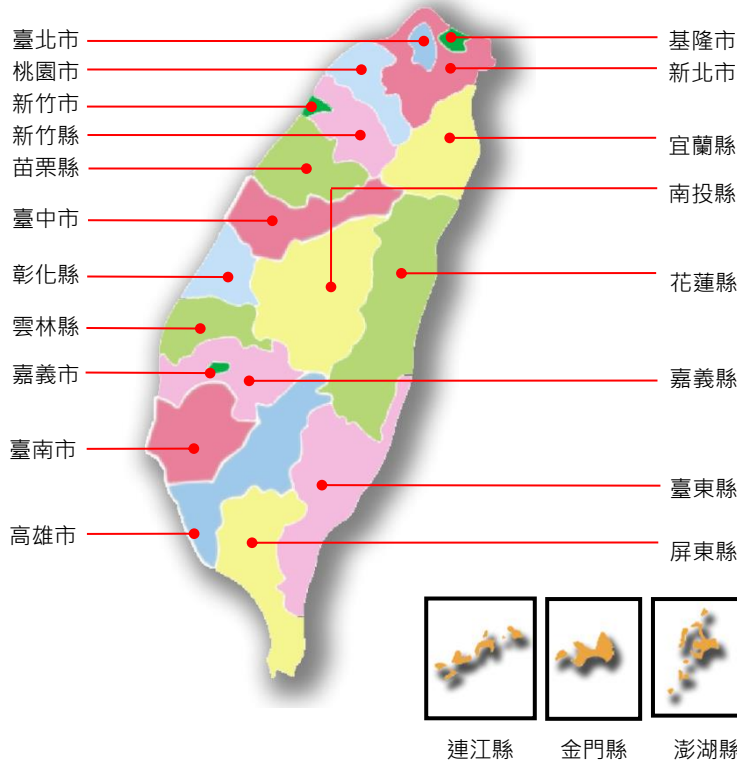 臺北市
桃園市
新竹市
新竹縣
苗栗縣
臺中市
彰化縣
雲林縣
嘉義市
臺南市
高雄市
基隆市
新北市
宜蘭縣
南投縣
花蓮縣
嘉義縣
臺東縣
屏東縣
連江縣
金門縣
澎湖縣